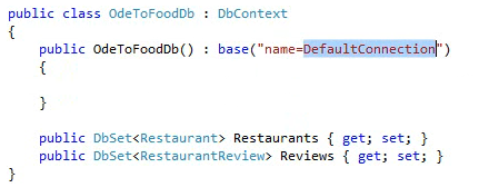 public class OdeToFoodDb : DbContext
{
    public OdeToFoodDb() : base("name=DefaultConnection")
    {
    }
    public DbSet<Restaurant> Restaurants { get; set; }
    public DbSet<RestaurantReview> Reviews { get; set; }
}